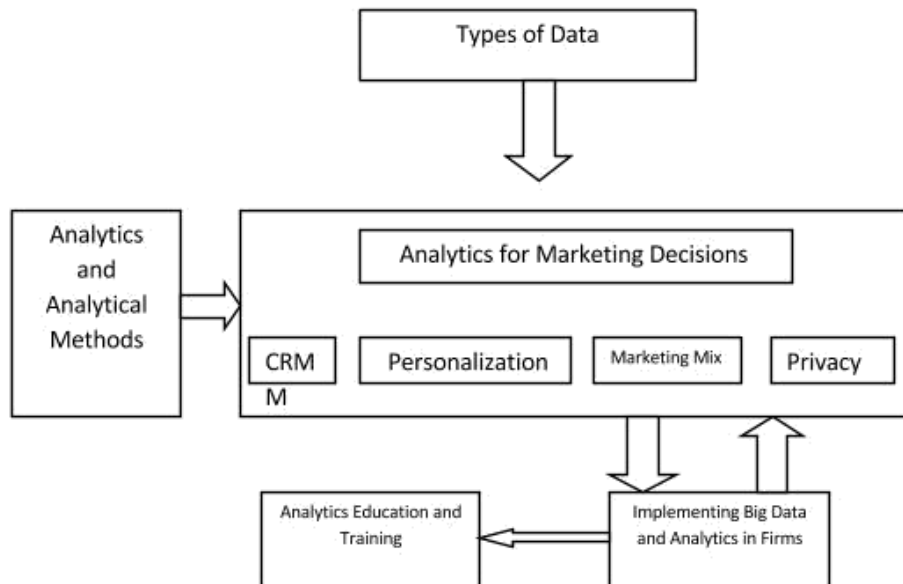 Types of Data
Analytics
and
Analytical
Methods
Analytics for Marketing Decisions
CRM
M
Personalization
Marketing Mix
Privacy
Analytics Education and
Training
Implementing Big Data
and Analytics in Firms